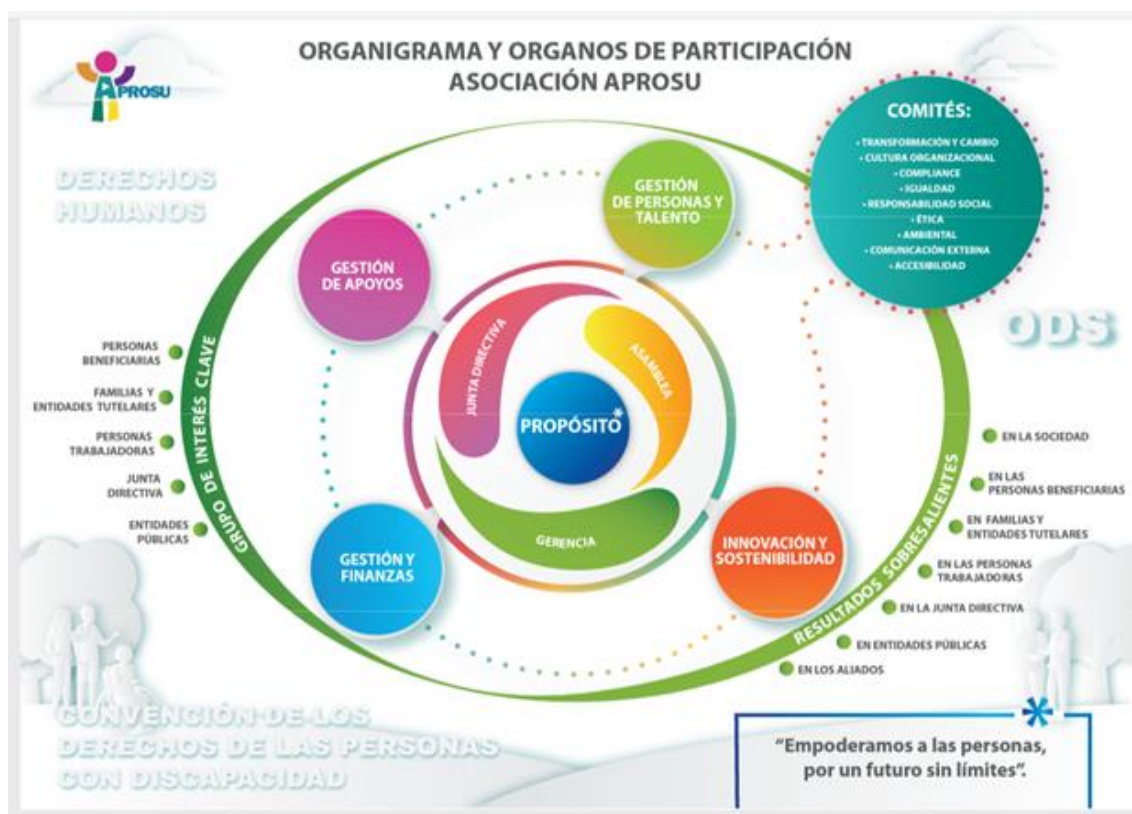 ORGANIGRAMA Y ORGANOS DE PARTICIPACIÓN
ASOCIACIÓN APROSU
APROSU
DERECHOS
HUMANOS
COMITÉS:
• TRANSFORMACIÓN Y CAMBIO
• CULTURA ORGANIZACIONAL
• COMPLIANCE
• IGUALDAD
• RESPONSABILIDAD SOCIAL
• ÉTICA
• AMBIENTAL
• COMUNICACIÓN EXTERNA
• ACCESIBILIDAD
GESTIÓN
DE PERSONAS Y
TALENTO
GESTIÓN
DE APOYOS
JUNTA DIRECTIVA
ASAMBLEA
PROPÓSITO*
GERENCIA
GESTIÓN Y
FINANZAS
INNOVACIÓN Y
SOSTENIBILIDAD
GRUPO DE INTERÉS CLAVE
PERSONAS
BENEFICIARIAS
FAMILIAS Y
ENTIDADES TUTELARES
PERSONAS
TRABAJADORAS
JUNTA
DIRECTIVA
ENTIDADES
PÚBLICAS
ODS
RESULTADOS SOBRESALIENTES
EN LA SOCIEDAD
EN LAS
PERSONAS BENEFICIARIAS
EN FAMILIAS Y
ENTIDADES TUTELARES
EN LAS PERSONAS
TRABAJADORAS
EN LA JUNTA DIRECTIVA
EN ENTIDADES PÚBLICAS
EN LOS ALIADOS
CONVENCIÓN DE LOS
DERECHOS DE LAS PERSONAS
CON DISCAPACIDAD
*
“Empoderamos a las personas,
por un futuro sin límites”.